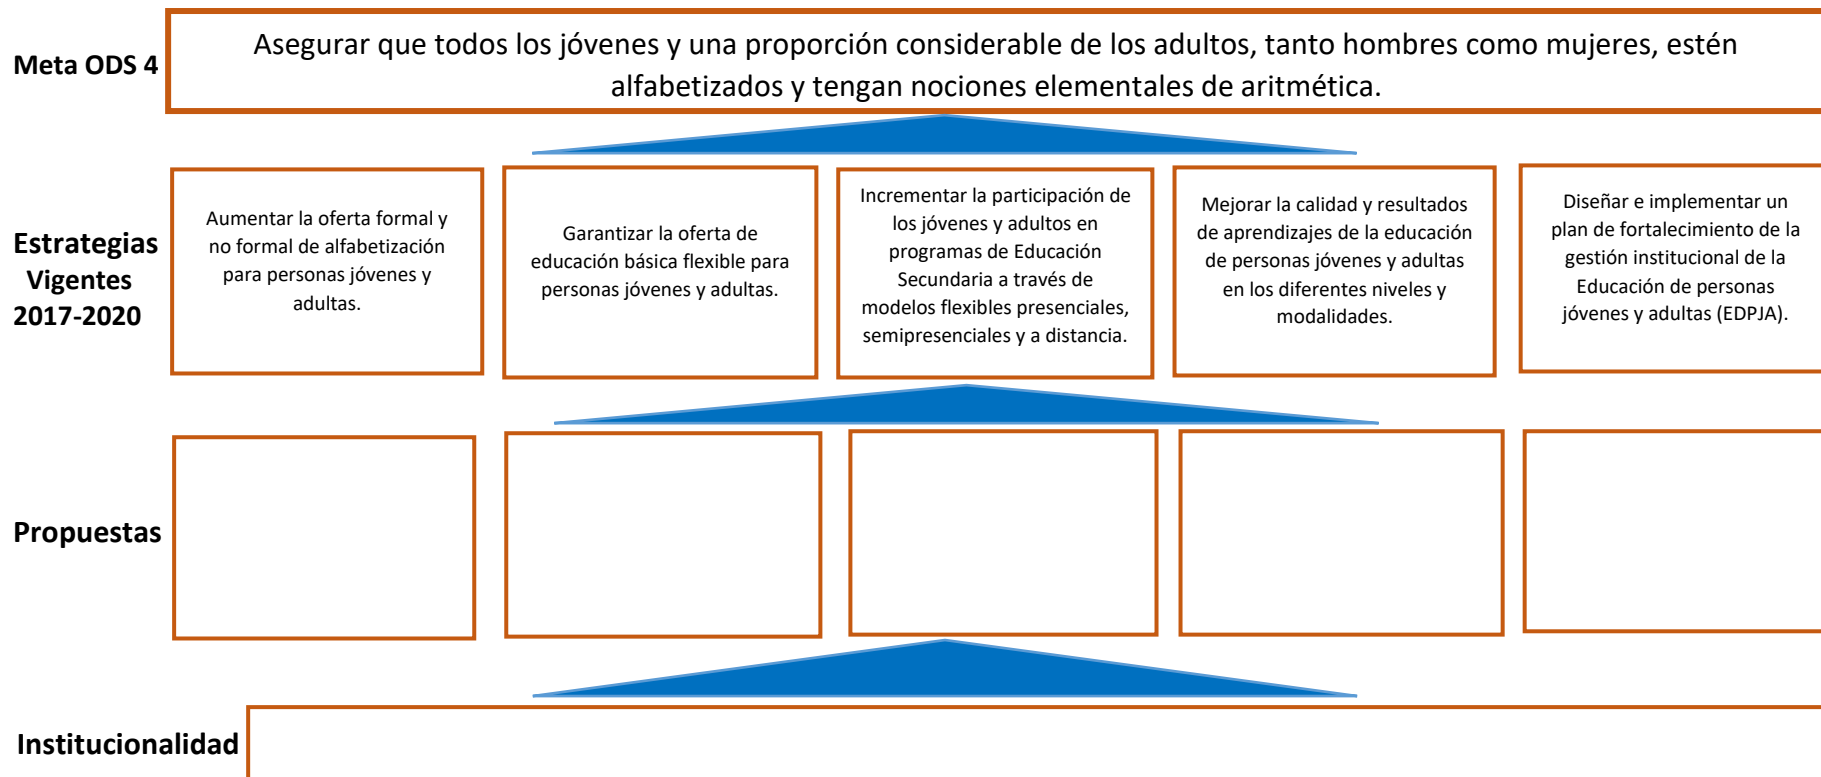 Meta ODS 4
Asegurar que todos los jóvenes y una proporción considerable de los adultos, tanto hombres como mujeres, estén
alfabetizados y tengan nociones elementales de aritmética.
Estrategias
Vigentes
2017-2020
Aumentar la oferta formal y
no formal de alfabetización
para personas jóvenes y
adultas.
Garantizar la oferta de
educación básica flexible para
personas jóvenes y adultas.
Incrementar la participación de
los jóvenes y adultos en
programas de Educación
Secundaria a través de
modelos flexibles presenciales,
semipresenciales y a distancia.
Mejorar la calidad y resultados
de aprendizajes de la educación
de personas jóvenes y adultas
en los diferentes niveles y
modalidades.
Diseñar e implementar un
plan de fortalecimiento de la
gestión institucional de la
Educación de personas
jóvenes y adultas (EDPJA).
Propuestas
Institucionalidad